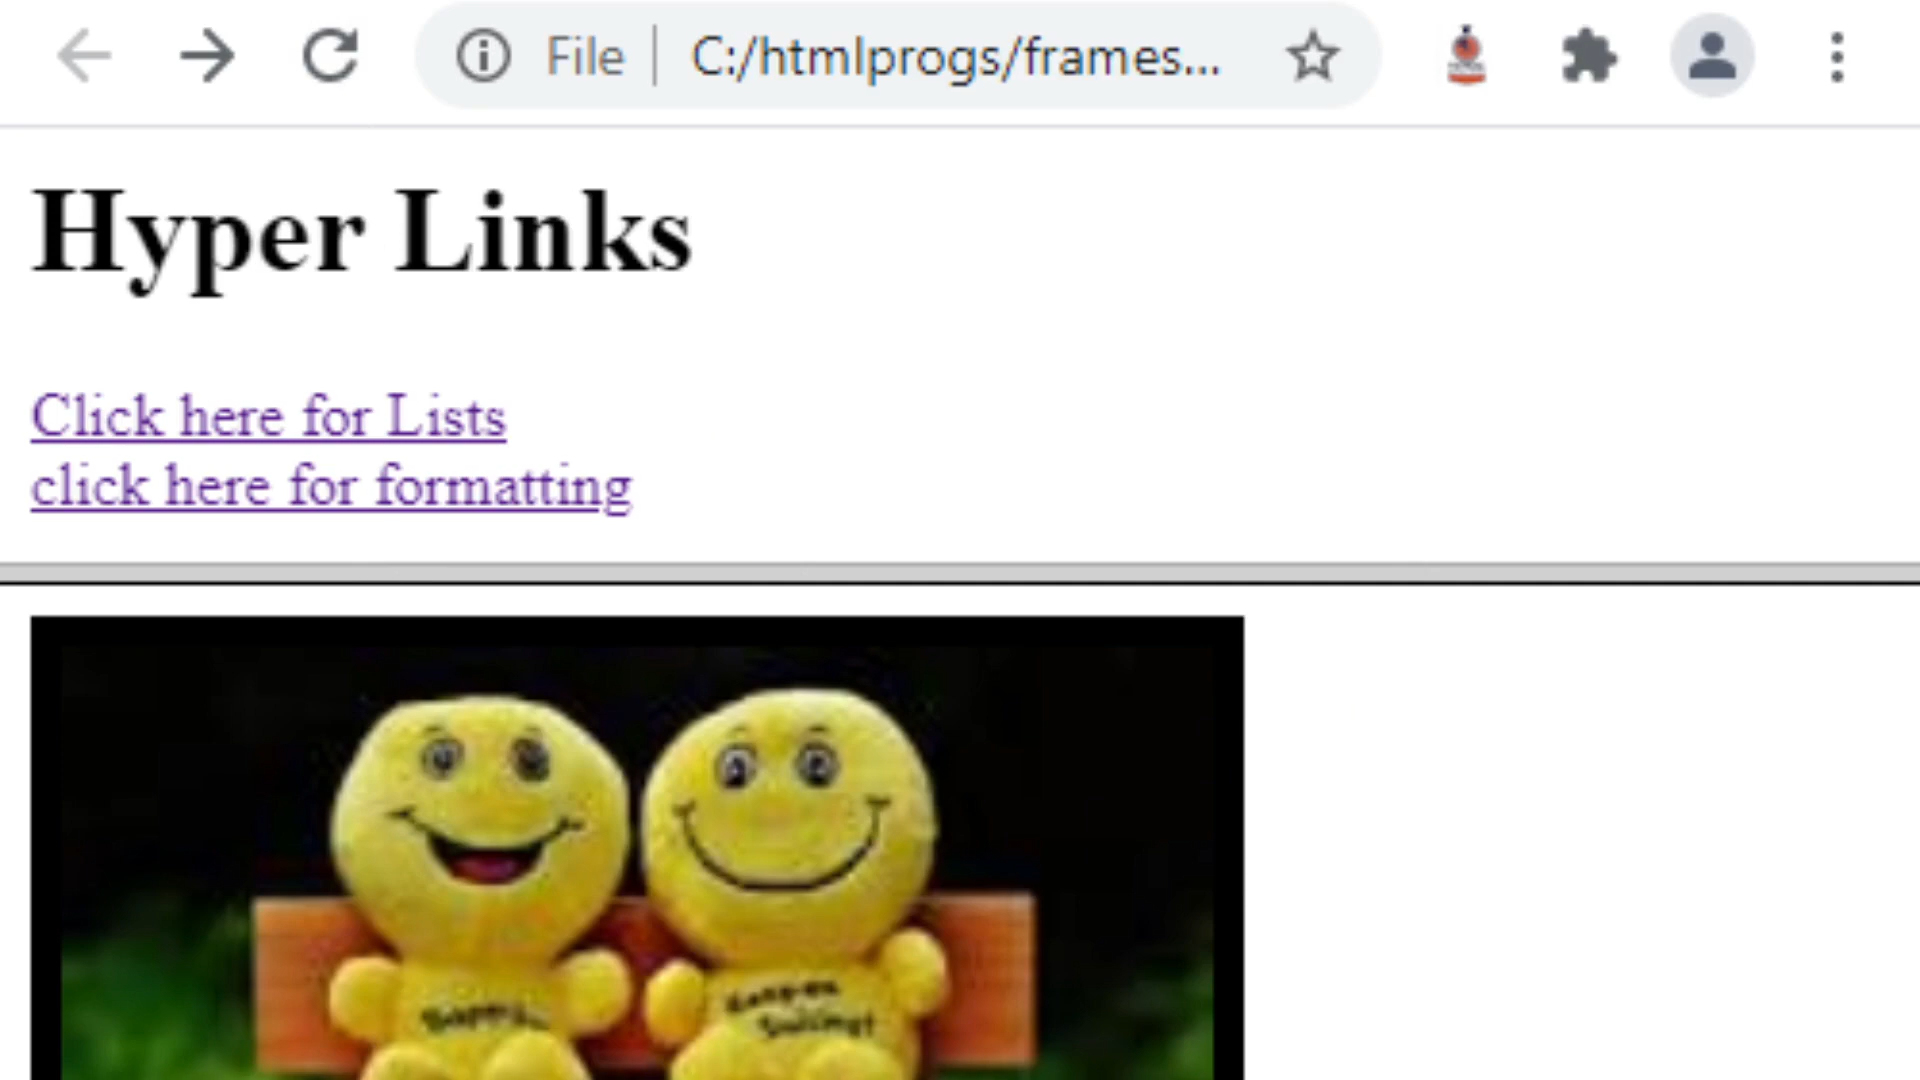 File
C:/htmlprogs/frames...
Hyper Links
Click here for Lists
click here for formatting